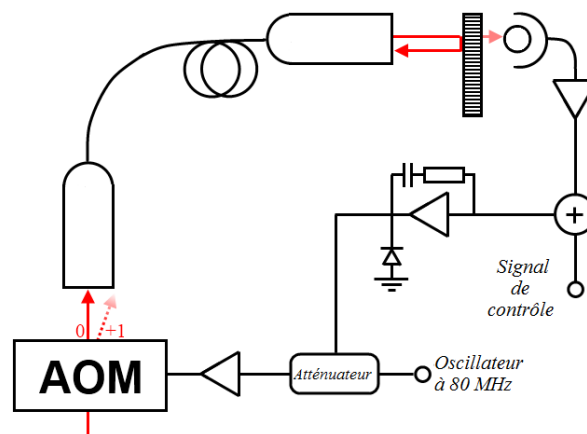 +
Signal
de
contrôle
0 +1
AOM
Atténuateur
Oscillateur
à 80 MHz